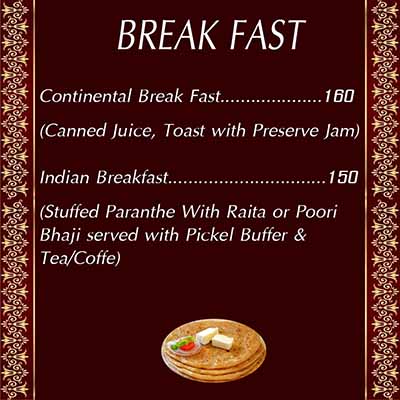 BREAK FAST
Continental Break Fast....................160
(Canned Juice, Toast with Preserve Jam)
Indian Breakfast...............................150
(Stuffed Paranthe With Raita or Poori
Bhaji served with Pickel Buffer &
Tea/Coffe)